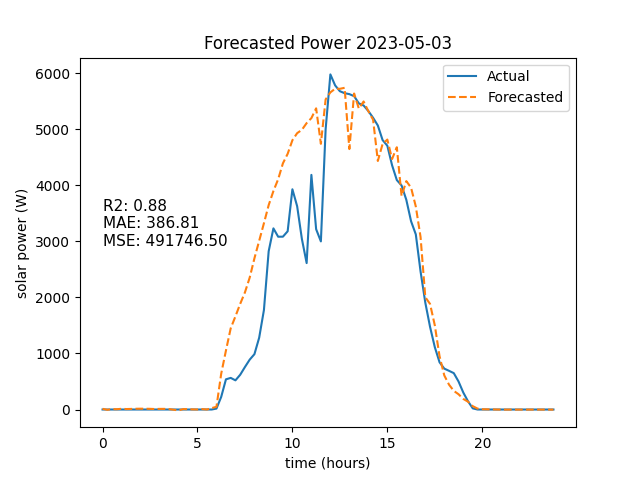 Forecasted Power 2023-05-03
Actual
Forecasted
R2: 0.88
MAE: 386.81
MSE: 491746.50
solar power (W)
6000
5000
4000
3000
2000
1000
0
0 5 10 15 20
time (hours)